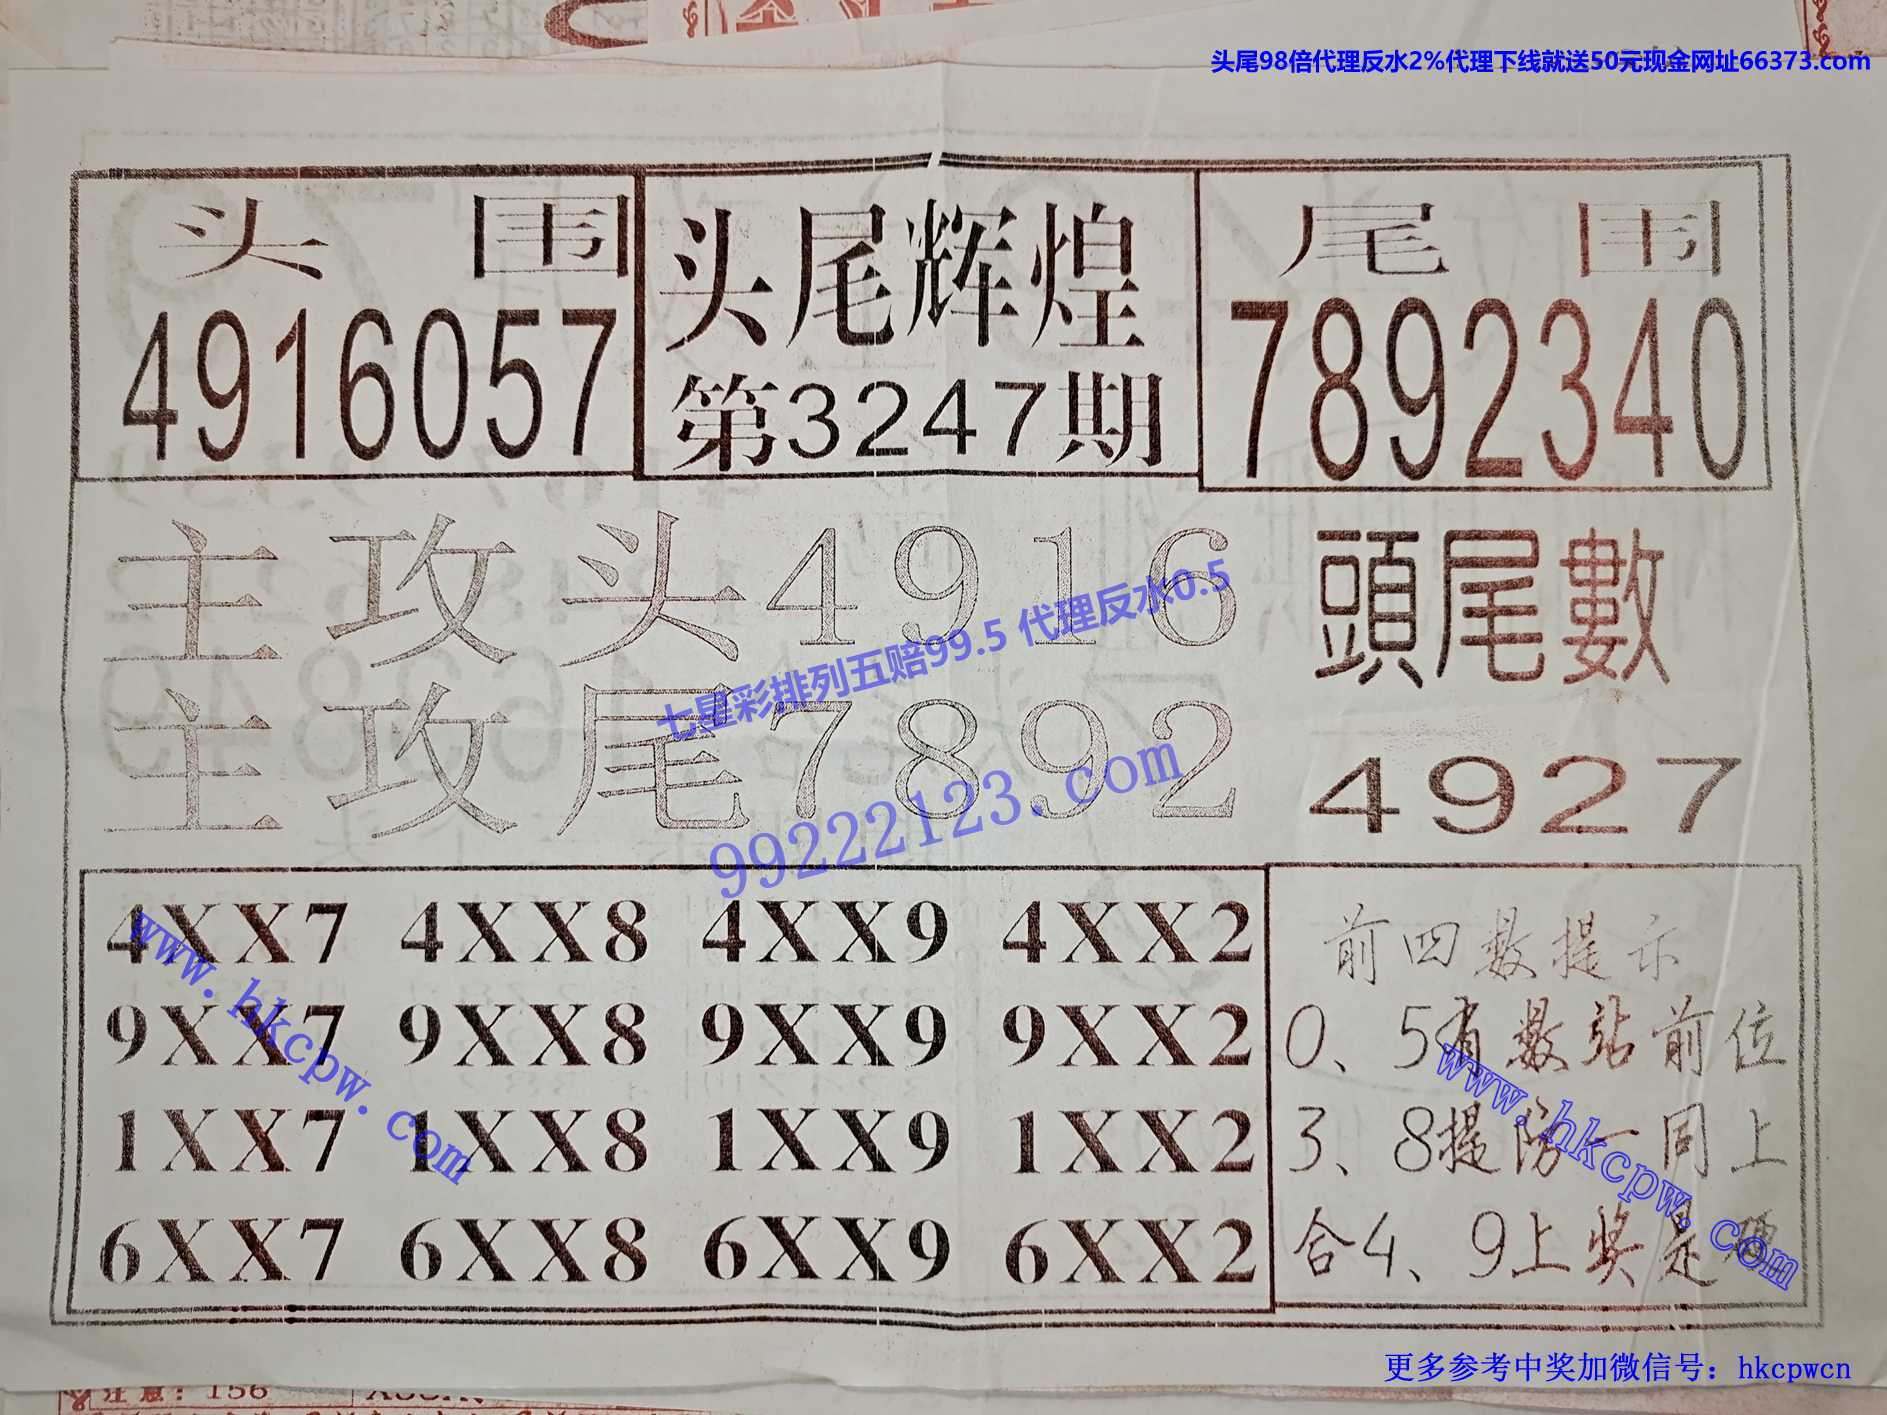 头尾98倍代理反水2%代理下线就送50元现金网址66373.com
头围
4916057
头尾辉煌
第3247期
尾围
7892340
主攻头4916
主攻尾7892
頭尾數
4927
七星彩排列五赔99.5 代理反水0.5
99222123.com
4XX7 4XX8 4XX9 4XX2
9XX7 9XX8 9XX9 9XX2
1XX7 1XX8 1XX9 1XX2
6XX7 6XX8 6XX9 6XX2
前四数提示
0、5有数站前位
3、8提防一同上
合4、9上奖是
www.hkcpw.com
www.hkcpw.com
更多参考中奖加微信号：hkcpwcn
注意：156